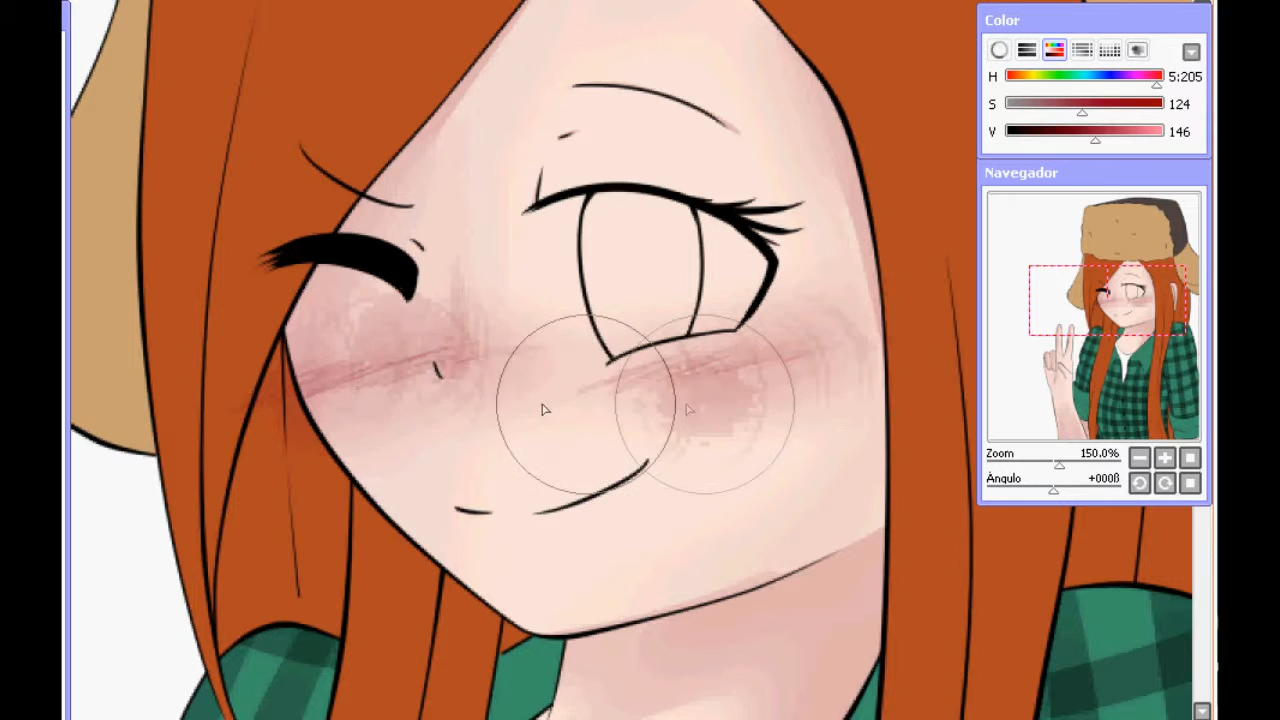 Color
H 5:205
S 124
V 146
Navegador
Zoom 150.0%
Ángulo +000ß